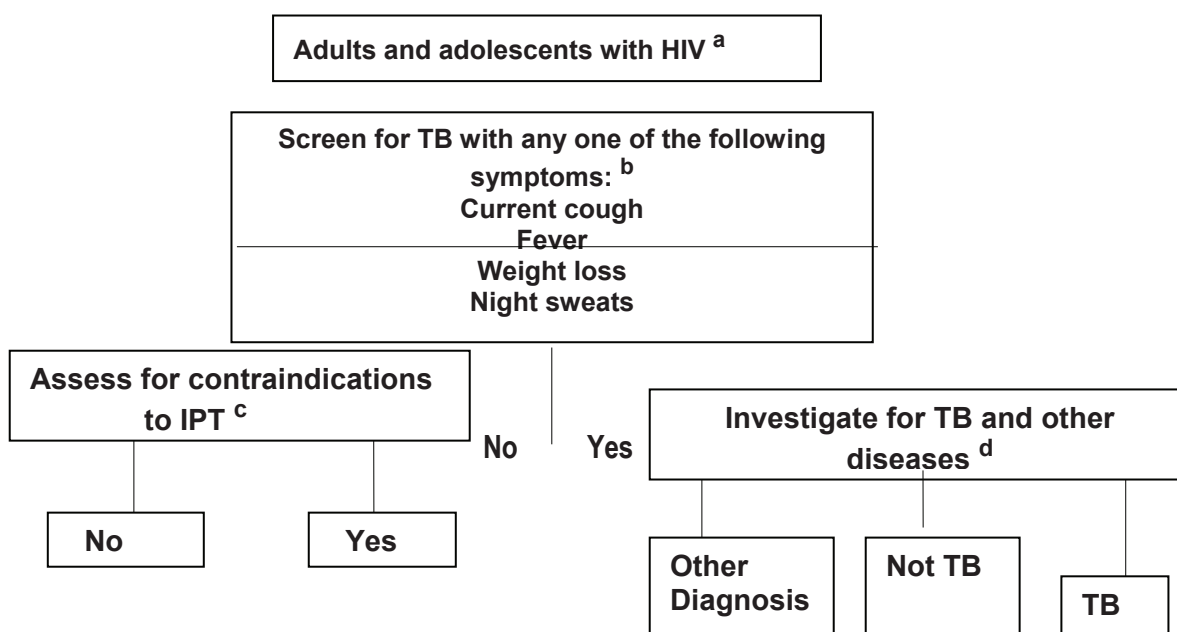 Adults and adolescents with HIV a
Screen for TB with any one of the following
symptoms: b
Current cough
Fever
Weight loss
Night sweats
Assess for contraindications
to IPT c
No Yes
Investigate for TB and other
diseases d
No
Yes
Other
Diagnosis
Not TB
TB